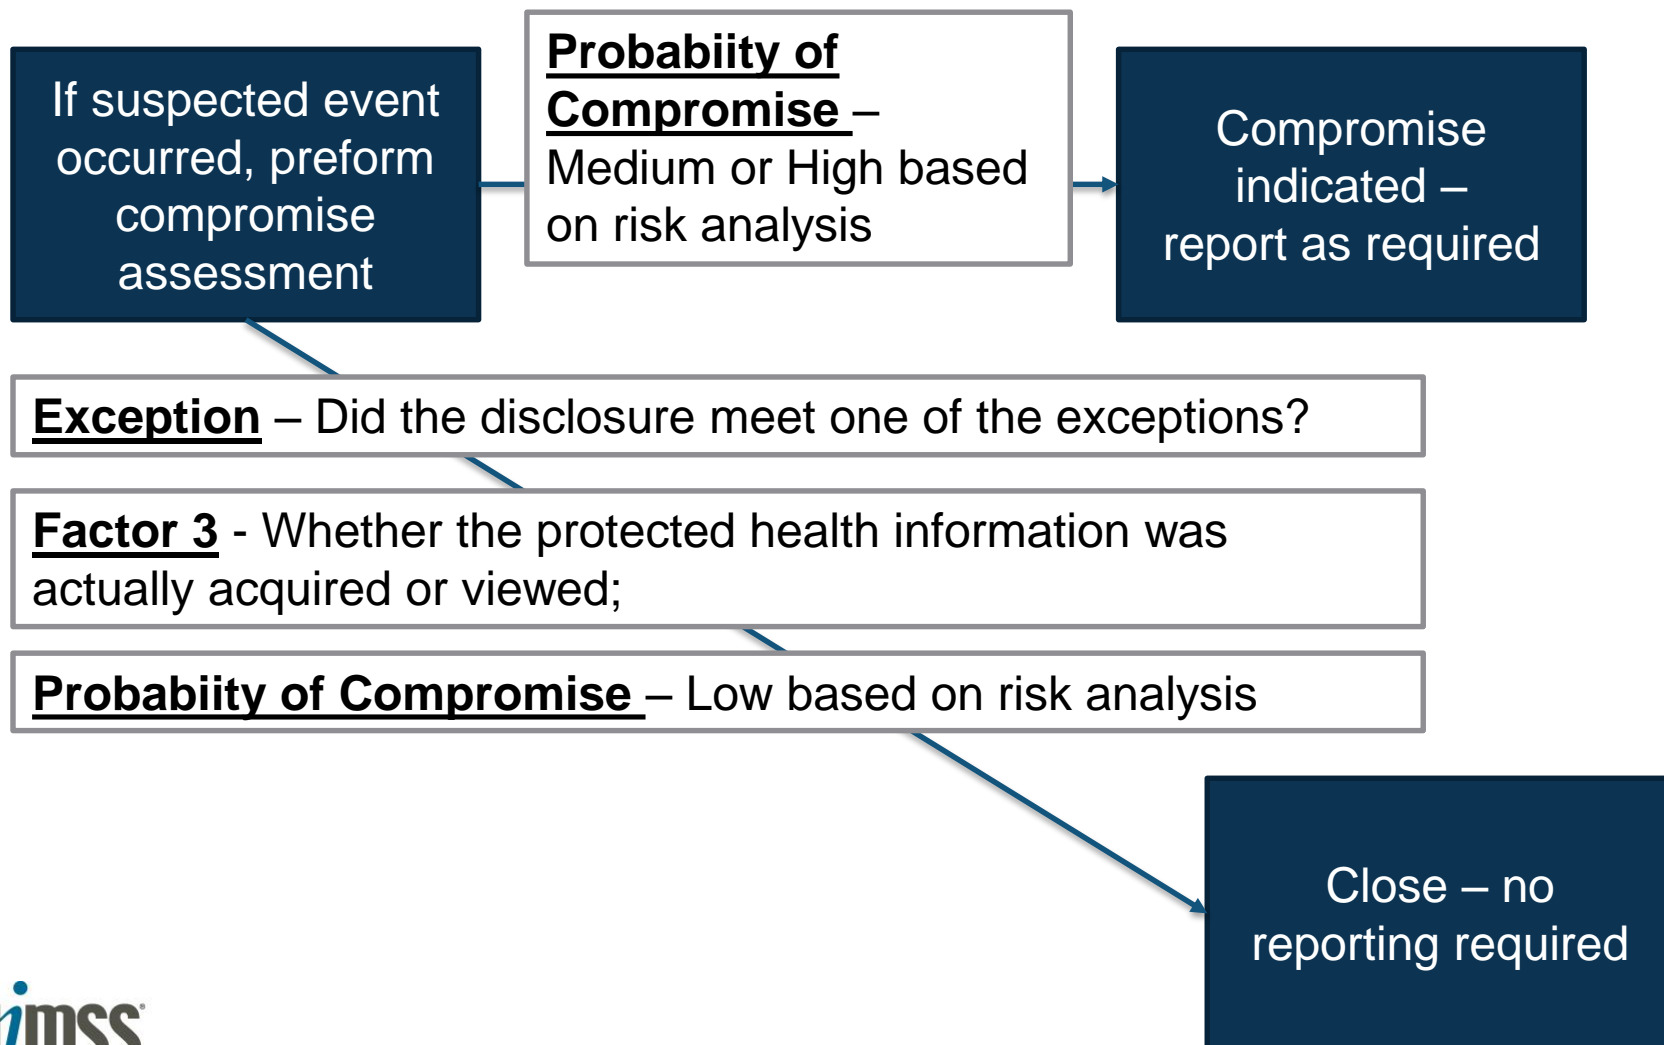 If suspected event
occurred, preform
compromise
assessment
Probabiity of
Compromise –
Medium or High based
on risk analysis
Compromise
indicated –
report as required
Exception – Did the disclosure meet one of the exceptions?
Factor 3 - Whether the protected health information was
actually acquired or viewed;
Probabiity of Compromise – Low based on risk analysis
Close – no
reporting required
himss®